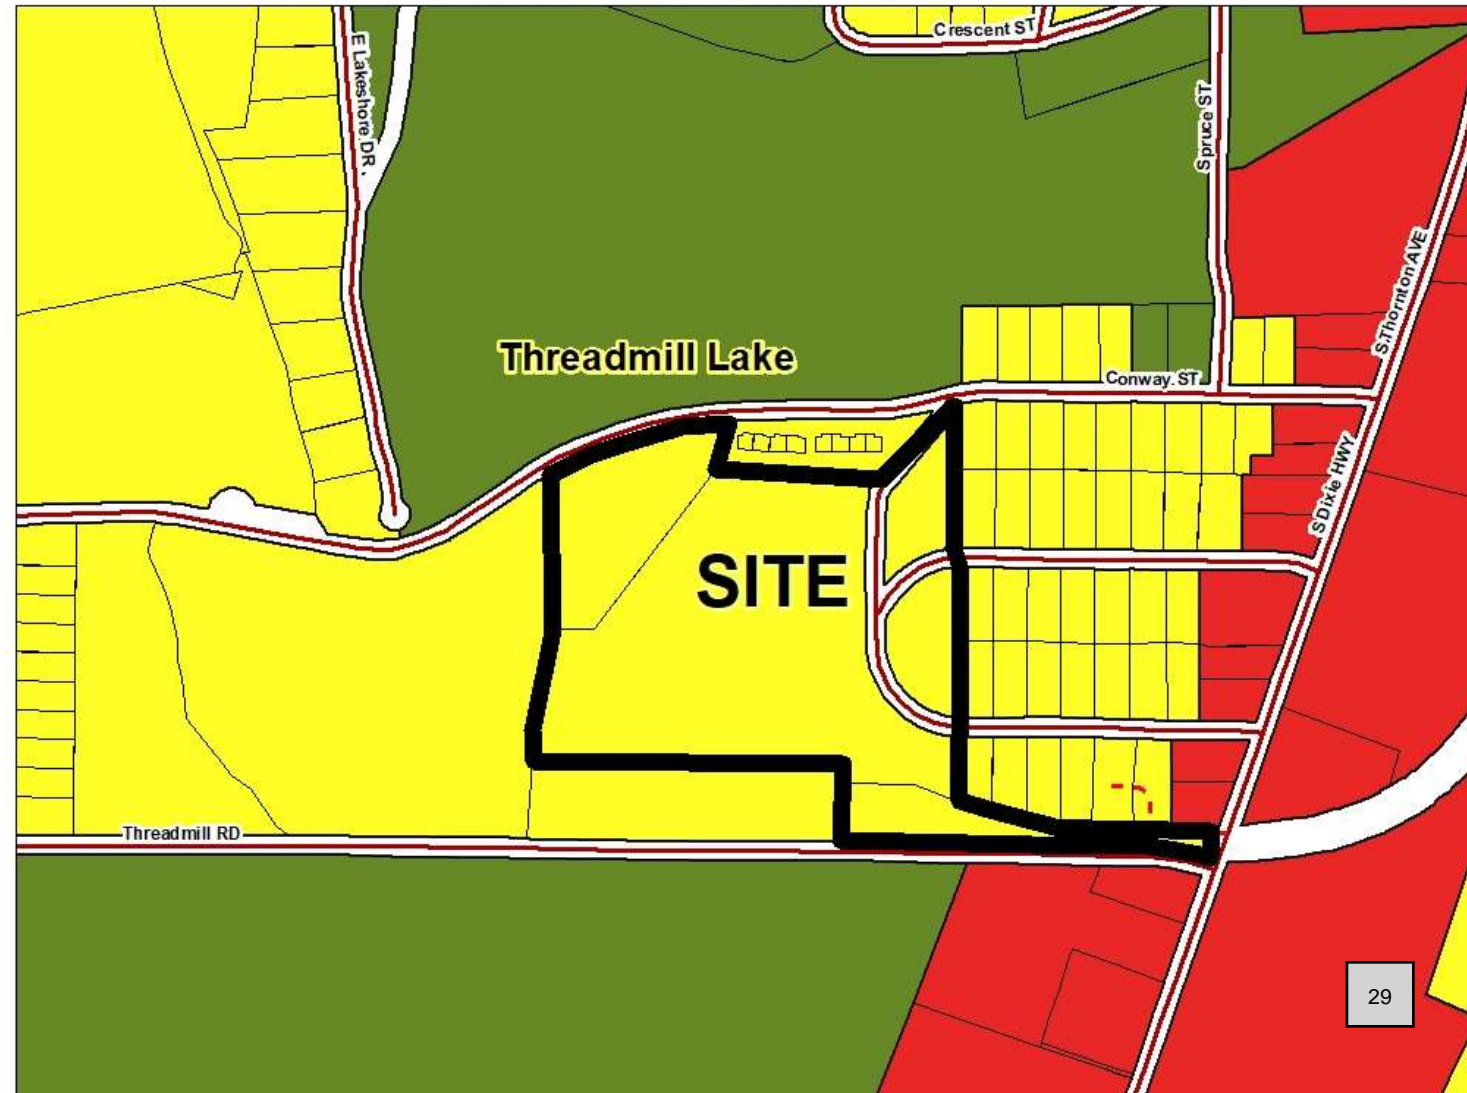 Crescent ST
E Lakeshore DR.
Spruce ST
S Thornton AVE
Threadmill Lake
Conway. ST
S Dixie HWY
SITE
Threadmill RD
29